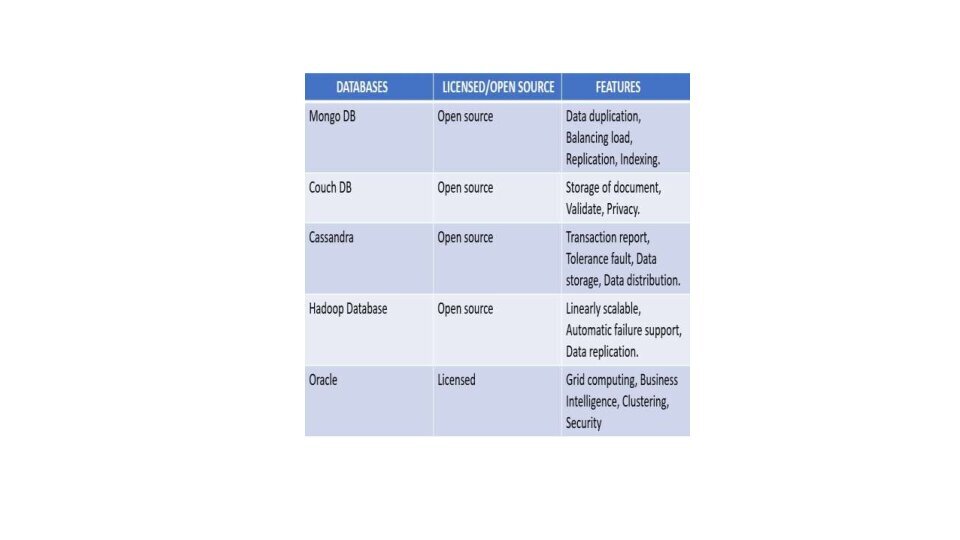 DATABASES LICENSED/OPEN SOURCE FEATURES
Mongo DB Open source Data duplication,
Balancing load,
Replication, Indexing.
Couch DB Open source Storage of document,
Validate, Privacy.
Cassandra Open source Transaction report,
Tolerance fault, Data
storage, Data distribution.
Hadoop Database Open source Linearly scalable,
Automatic failure support,
Data replication.
Oracle Licensed Grid computing, Business
Intelligence, Clustering,
Security